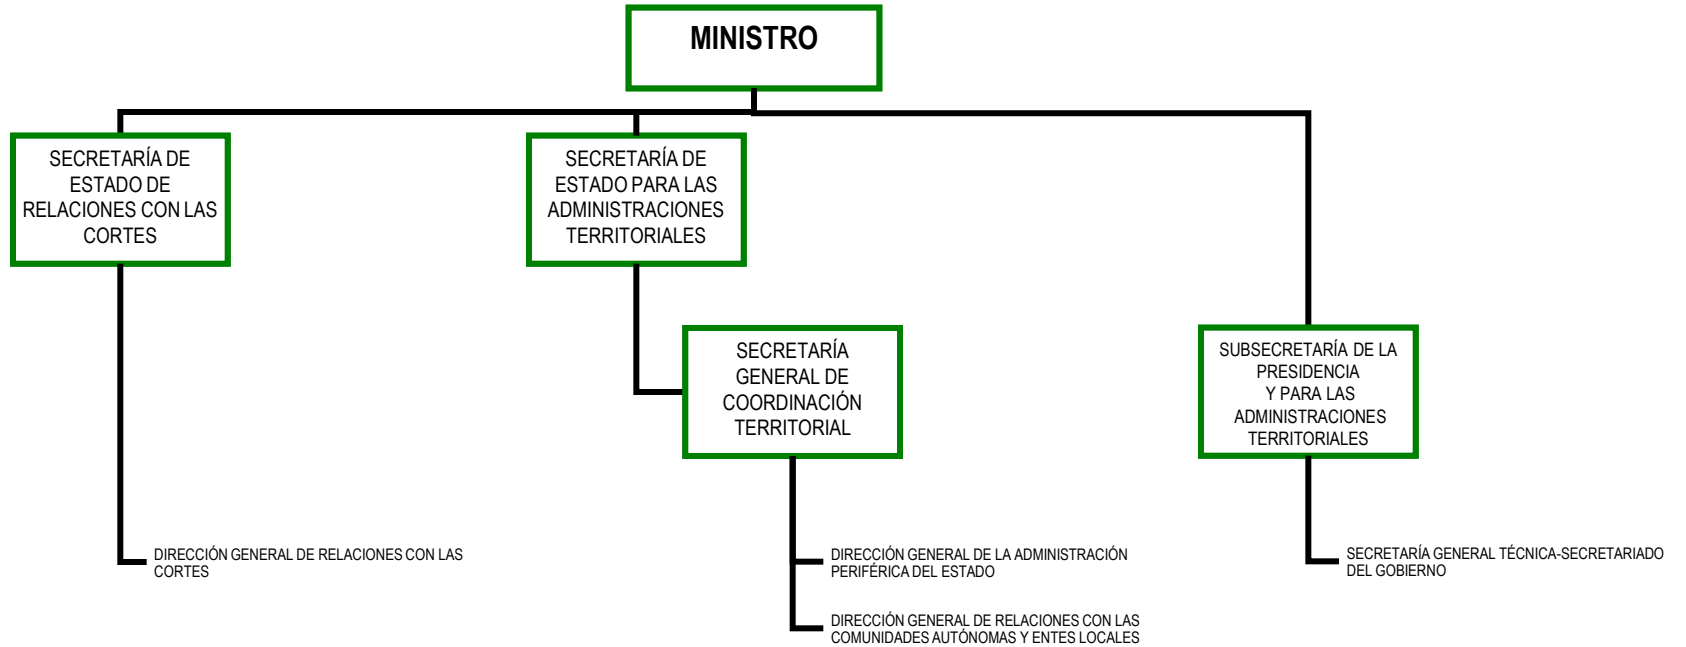 MINISTRO
SECRETARÍA DE
ESTADO DE
RELACIONES CON LAS
CORTES
SECRETARÍA DE
ESTADO PARA LAS
ADMINISTRACIONES
TERRITORIALES
SECRETARÍA
GENERAL DE
COORDINACIÓN
TERRITORIAL
SUBSECRETARÍA DE LA
PRESIDENCIA
Y PARA LAS
ADMINISTRACIONES
TERRITORIALES
DIRECCIÓN GENERAL DE RELACIONES CON LAS
CORTES
DIRECCIÓN GENERAL DE LA ADMINISTRACIÓN
PERIFÉRICA DEL ESTADO
SECRETARÍA GENERAL TÉCNICA-SECRETARIADO
DEL GOBIERNO
DIRECCIÓN GENERAL DE RELACIONES CON LAS
COMUNIDADES AUTÓNOMAS Y ENTES LOCALES